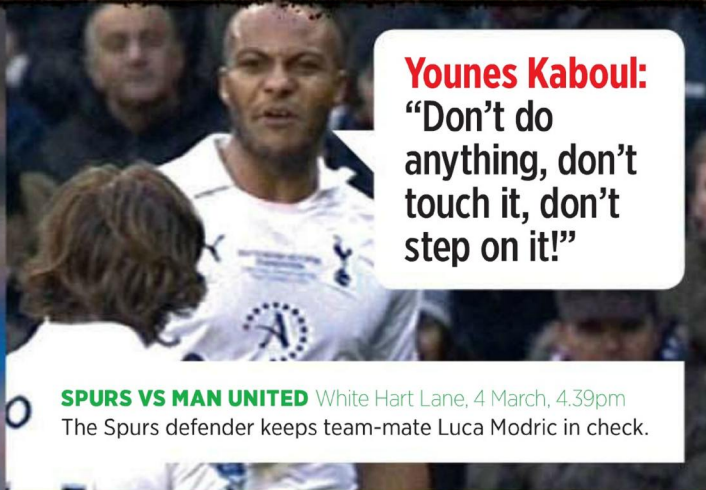 Younes Kaboul:
“Don’t do
anything, don’t
touch it, don’t
step on it!”
SPURS VS MAN UNITED White Hart Lane, 4 March, 4.39pm
The Spurs defender keeps team-mate Luca Modric in check.